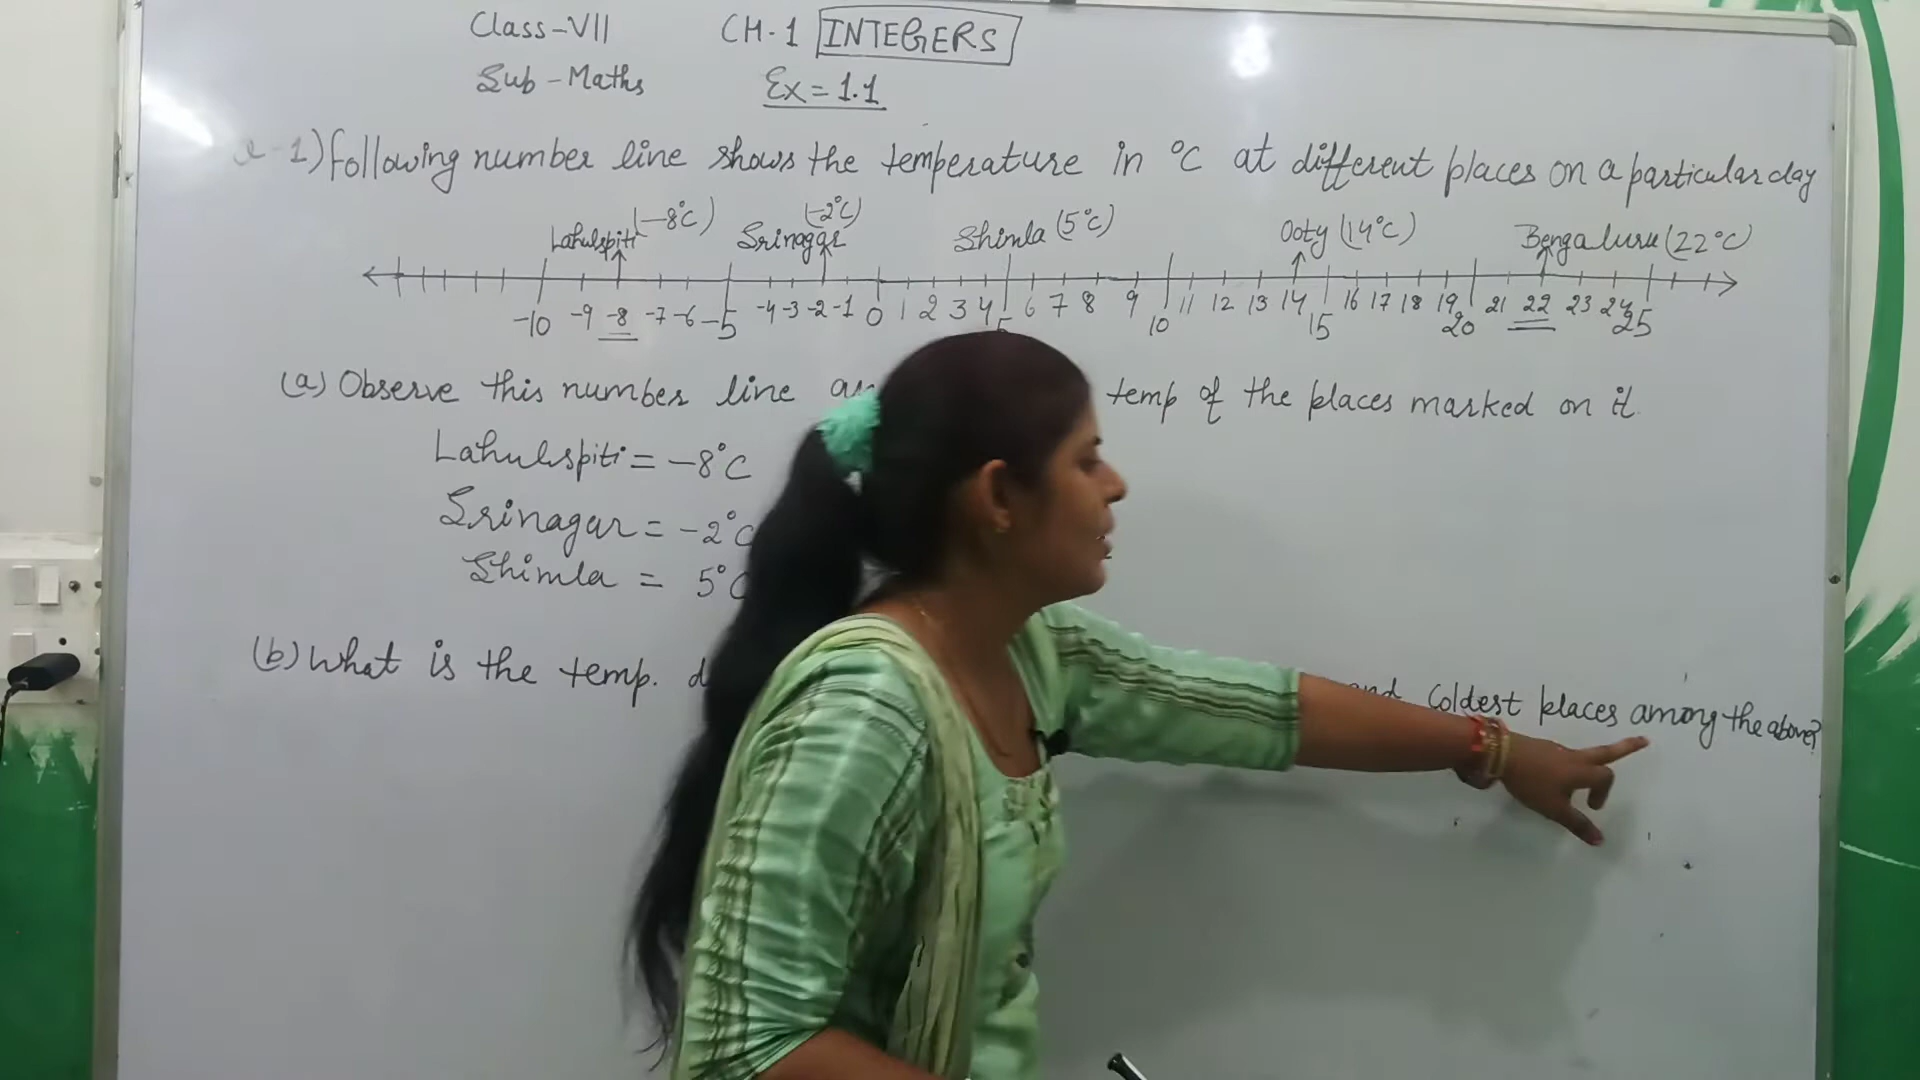 Class-VII CH.1 INTEGERS
Sub-Maths Ex=1.1
1) Following number line shows the temperature in °C at different places on a particular day
Lahulspiti (-8°C) Srinagar (-2°C) Shimla (5°C) Ooty (14°C) Bengaluru (22°C)
-10 -9 -8 -7 -6 -5 -4 -3 -2 -1 0 1 2 3 4 6 7 8 9 10 11 12 13 14 15 16 17 18 19 20 21 22 23 24 25
(a) Observe this number line temp of the places marked on it.
Lahulspiti = -8°C
Srinagar = -2°C
Shimla = 5°C
(b) What is the temp. coldest places among the above?